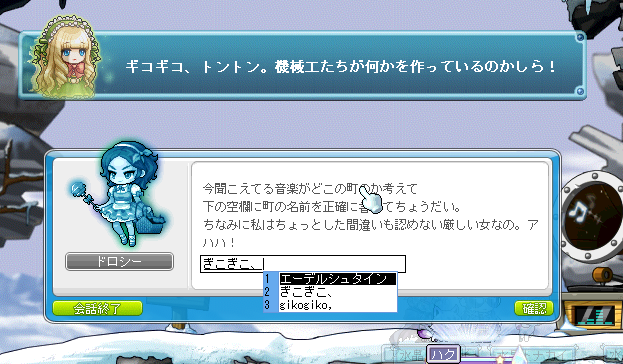 ギコギコ、トントン。機械工たちが何かを作っているのかしら！
今聞こえてる音楽がどこの町のか考えて
下の空欄に町の名前を正確に答えてちょうだい。
ちなみに私はちょっとした間違いも認めない厳しい女なの。ア
ハハ！
ドロシー
ぎこぎこ、
1 エーデルシュタイン
2 ぎこぎこ、
3 gikogiko,
会話終了
確認
ハク